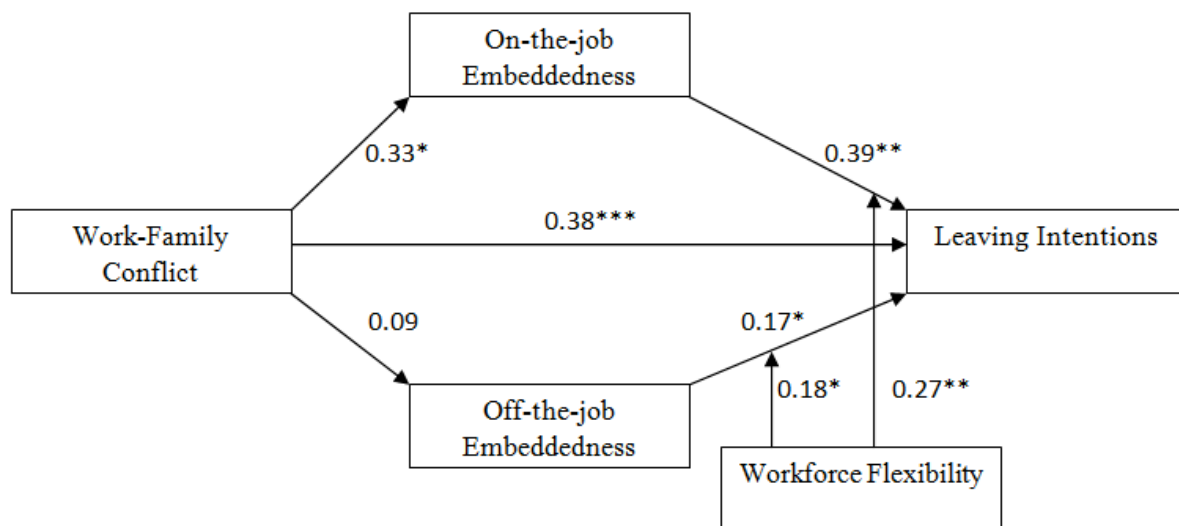 On-the-job
Embeddedness
0.33*
0.39**
Work-Family
Conflict
0.38***
Leaving Intentions
0.09
0.17*
Off-the-job
Embeddedness
0.18*
0.27**
Workforce Flexibility